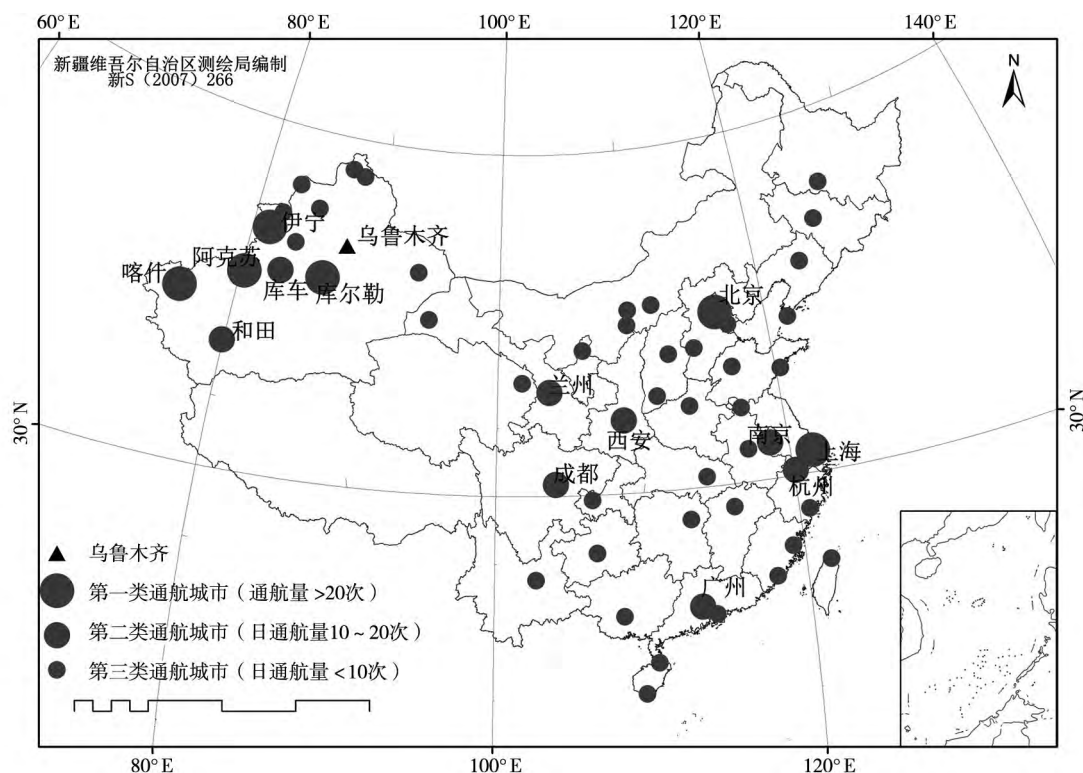 60° E
80° E
100° E
120° E
140° E
新疆维吾尔自治区测绘局编制
新S（2007）266
N
伊宁
乌鲁木齐
阿克苏
喀什
库车
库尔勒
北京
和田
兰州
30° N
30° N
西安
南京
上海
成都
杭州
广州
乌鲁木齐
第一类通航城市（通航量 >20次）
第二类通航城市（日通航量10～20次）
第三类通航城市（日通航量 <10次）
80° E
100° E
120° E